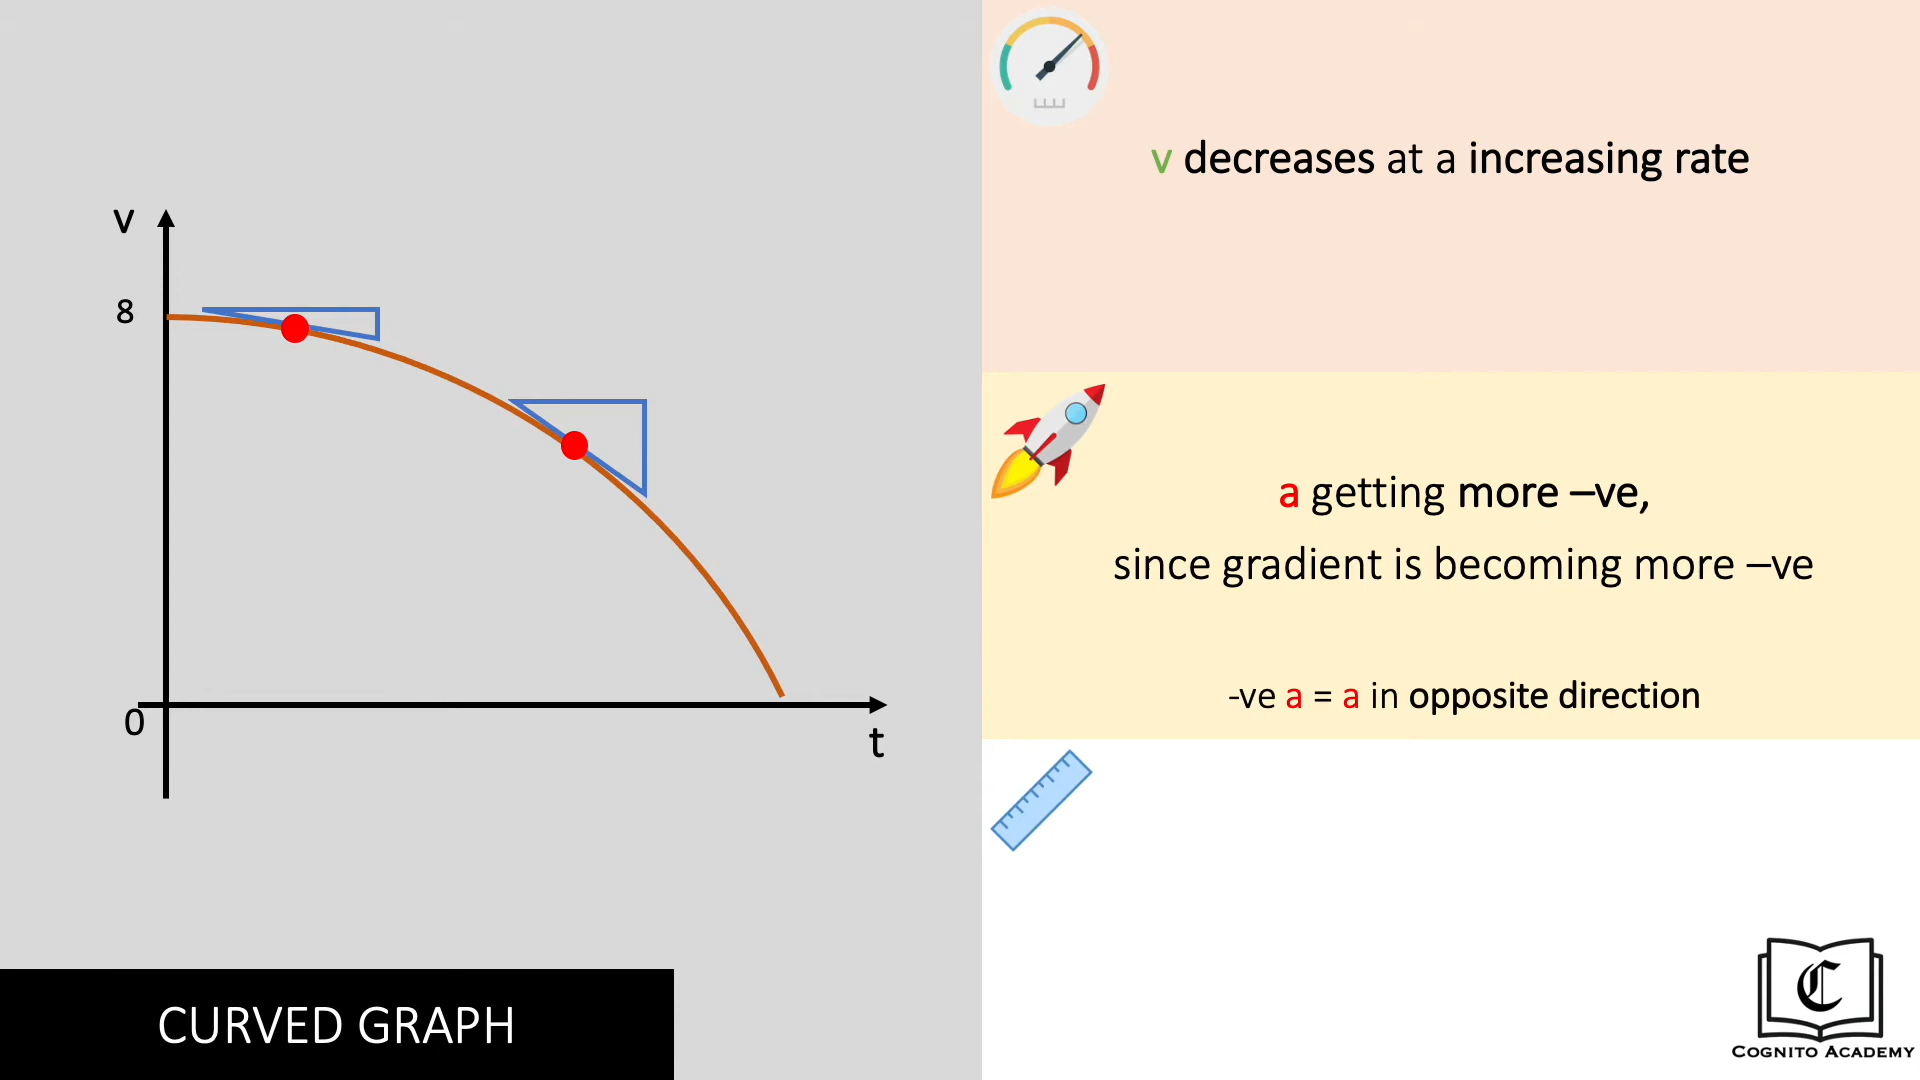 v
8
0
t
CURVED GRAPH
v decreases at a increasing rate
a getting more –ve,
since gradient is becoming more –ve
-ve a = a in opposite direction
C
COGNITO ACADEMY